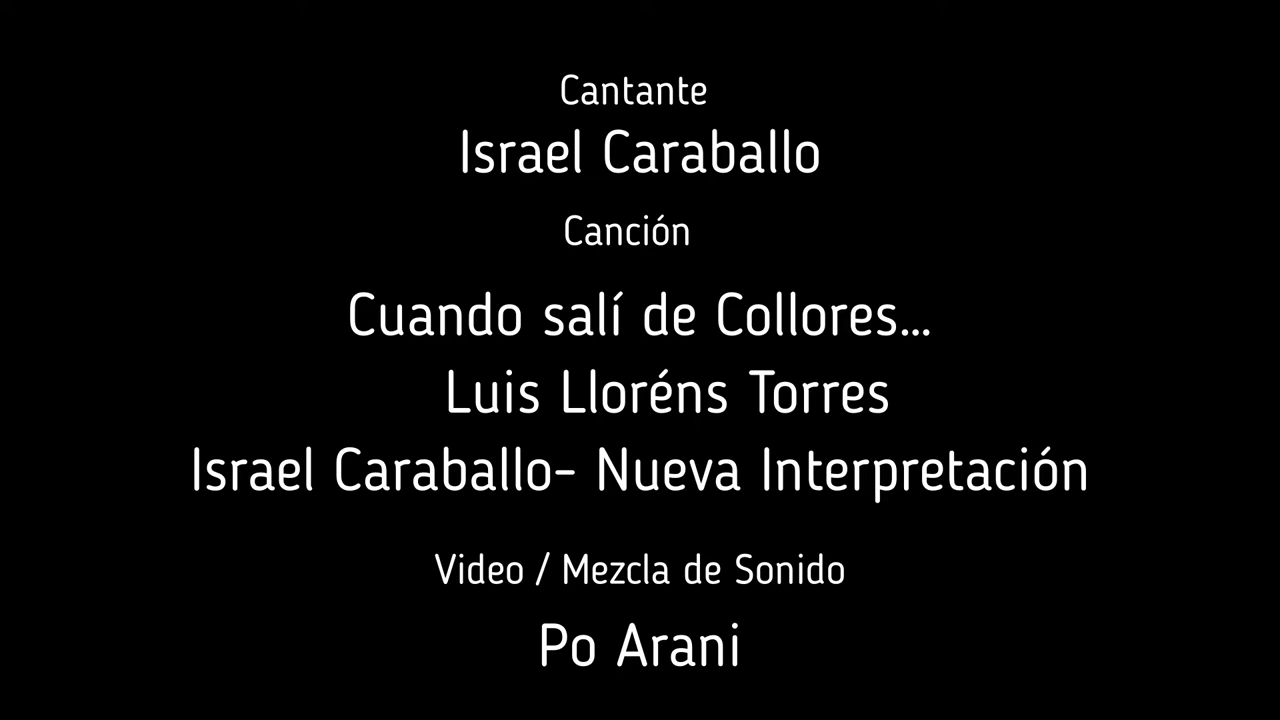 Cantante
Israel Caraballo
Canción
Cuando salí de Collores...
Luis Lloréns Torres
Israel Caraballo- Nueva Interpretación
Video / Mezcla de Sonido
Po Arani